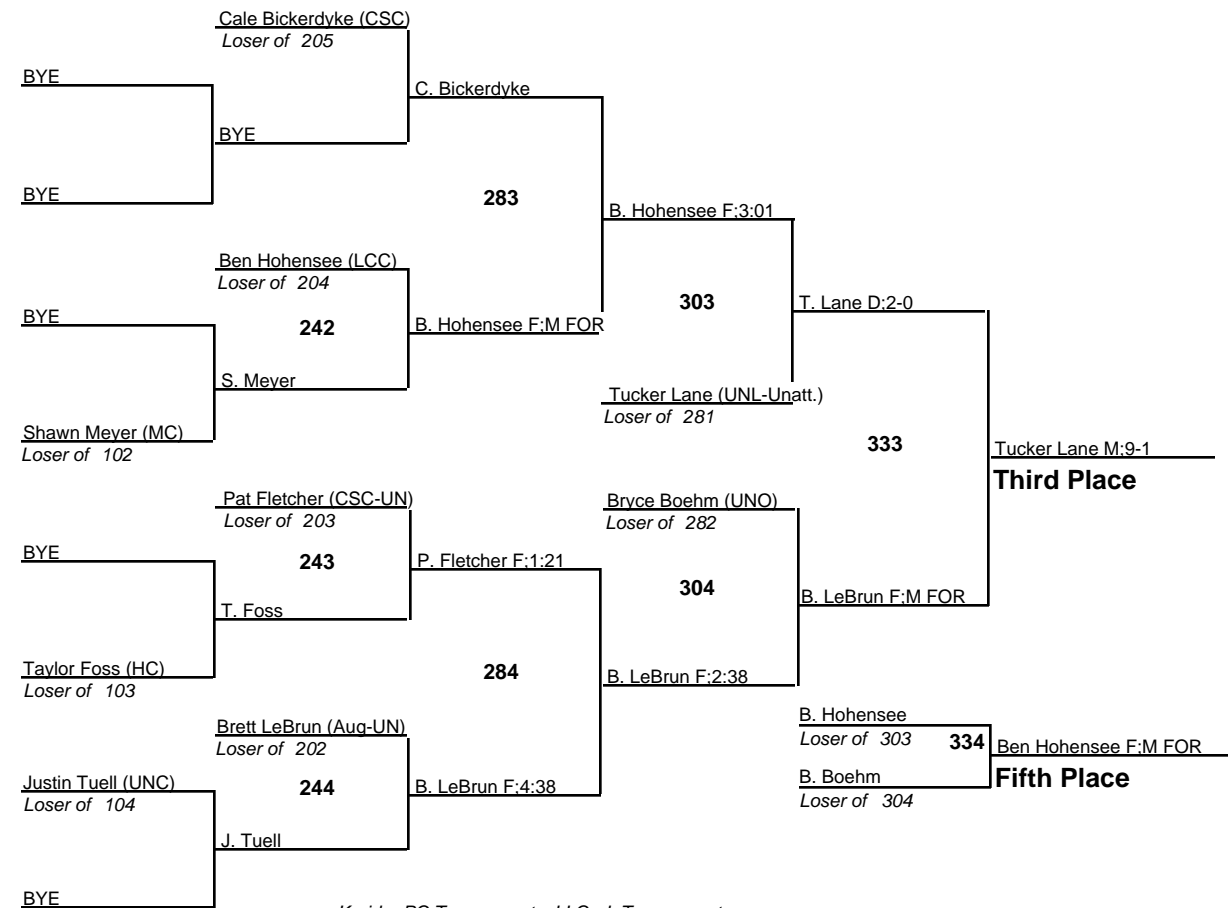 Cale Bickerdyke (CSC)
Loser of 205
BYE
C. Bickerdyke
BYE
BYE
283
B. Hohensee F;3:01
Ben Hohensee (LCC)
Loser of 204
303
T. Lane D;2-0
BYE
242
B. Hohensee F;M FOR
S. Meyer
Tucker Lane (UNL-Unatt.)
Loser of 281
Shawn Meyer (MC)
Loser of 102
333
Tucker Lane M;9-1
Third Place
Pat Fletcher (CSC-UN)
Loser of 203
Bryce Boehm (UNO)
Loser of 282
BYE
243
P. Fletcher F;1:21
304
B. LeBrun F;M FOR
T. Foss
Taylor Foss (HC)
Loser of 103
284
B. LeBrun F;2:38
Brett LeBrun (Aug-UN)
Loser of 202
B. Hohensee
Loser of 303
334
Ben Hohensee F;M FOR
Fifth Place
B. Boehm
Loser of 304
Justin Tuell (UNC)
Loser of 104
244
B. LeBrun F;4:38
J. Tuell
BYE